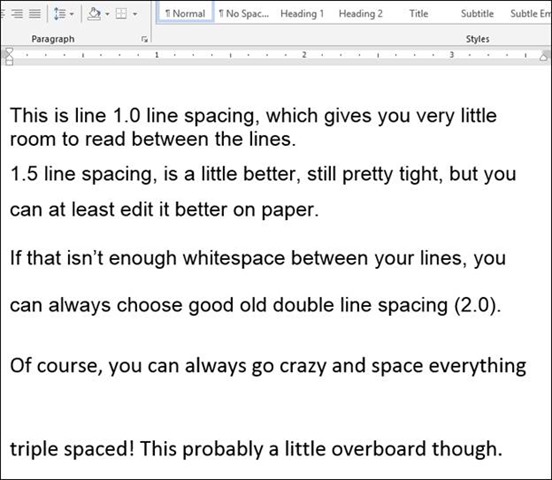 ¶ Normal ¶ No Spac... Heading 1 Heading 2 Title Subtitle Subtle Em
Paragraph Styles
1 2 3
This is line 1.0 line spacing, which gives you very little
room to read between the lines.
1.5 line spacing, is a little better, still pretty tight, but you
can at least edit it better on paper.
If that isn’t enough whitespace between your lines, you
can always choose good old double line spacing (2.0).
Of course, you can always go crazy and space everything
triple spaced! This probably a little overboard though.